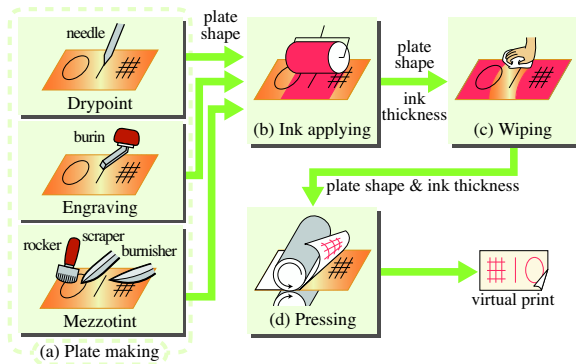 needle
Drypoint
burin
Engraving
rocker
scraper
burnisher
Mezzotint
(a) Plate making
plate
shape
(b) Ink applying
plate
shape
ink
thickness
(c) Wiping
plate shape & ink thickness
(d) Pressing
virtual print